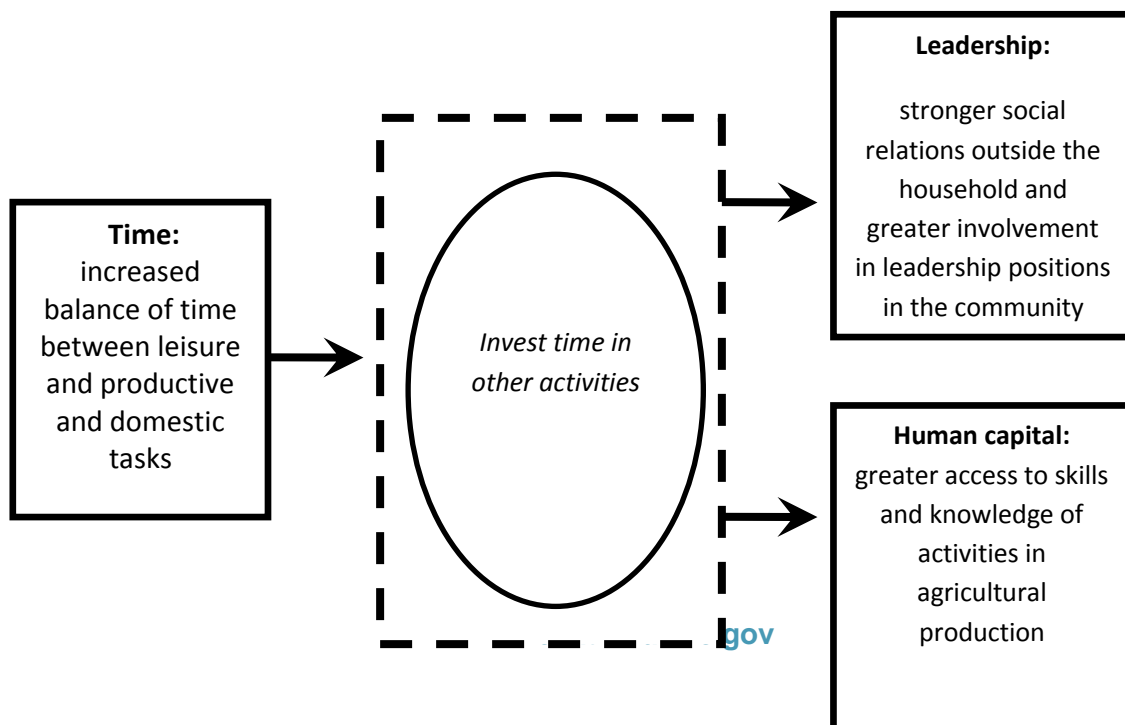 Time:
increased
balance of time
between leisure
and productive
and domestic
tasks
Invest time in
other activities
Leadership:
stronger social
relations outside the
household and
greater involvement
in leadership positions
in the community
Human capital:
greater access to skills
and knowledge of
activities in
agricultural
production
gov